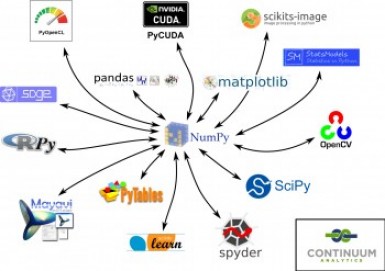 PyOpenCL
NVIDIA
CUDA
PyCUDA
scikits-image
image processing in python
StatsModels
Statistics in Python
pandas
matplotlib
sage
NumPy
RPy
OpenCV
Mayavi
PyTables
SciPy
learn
spyder
CONTINUUM
ANALYTICS